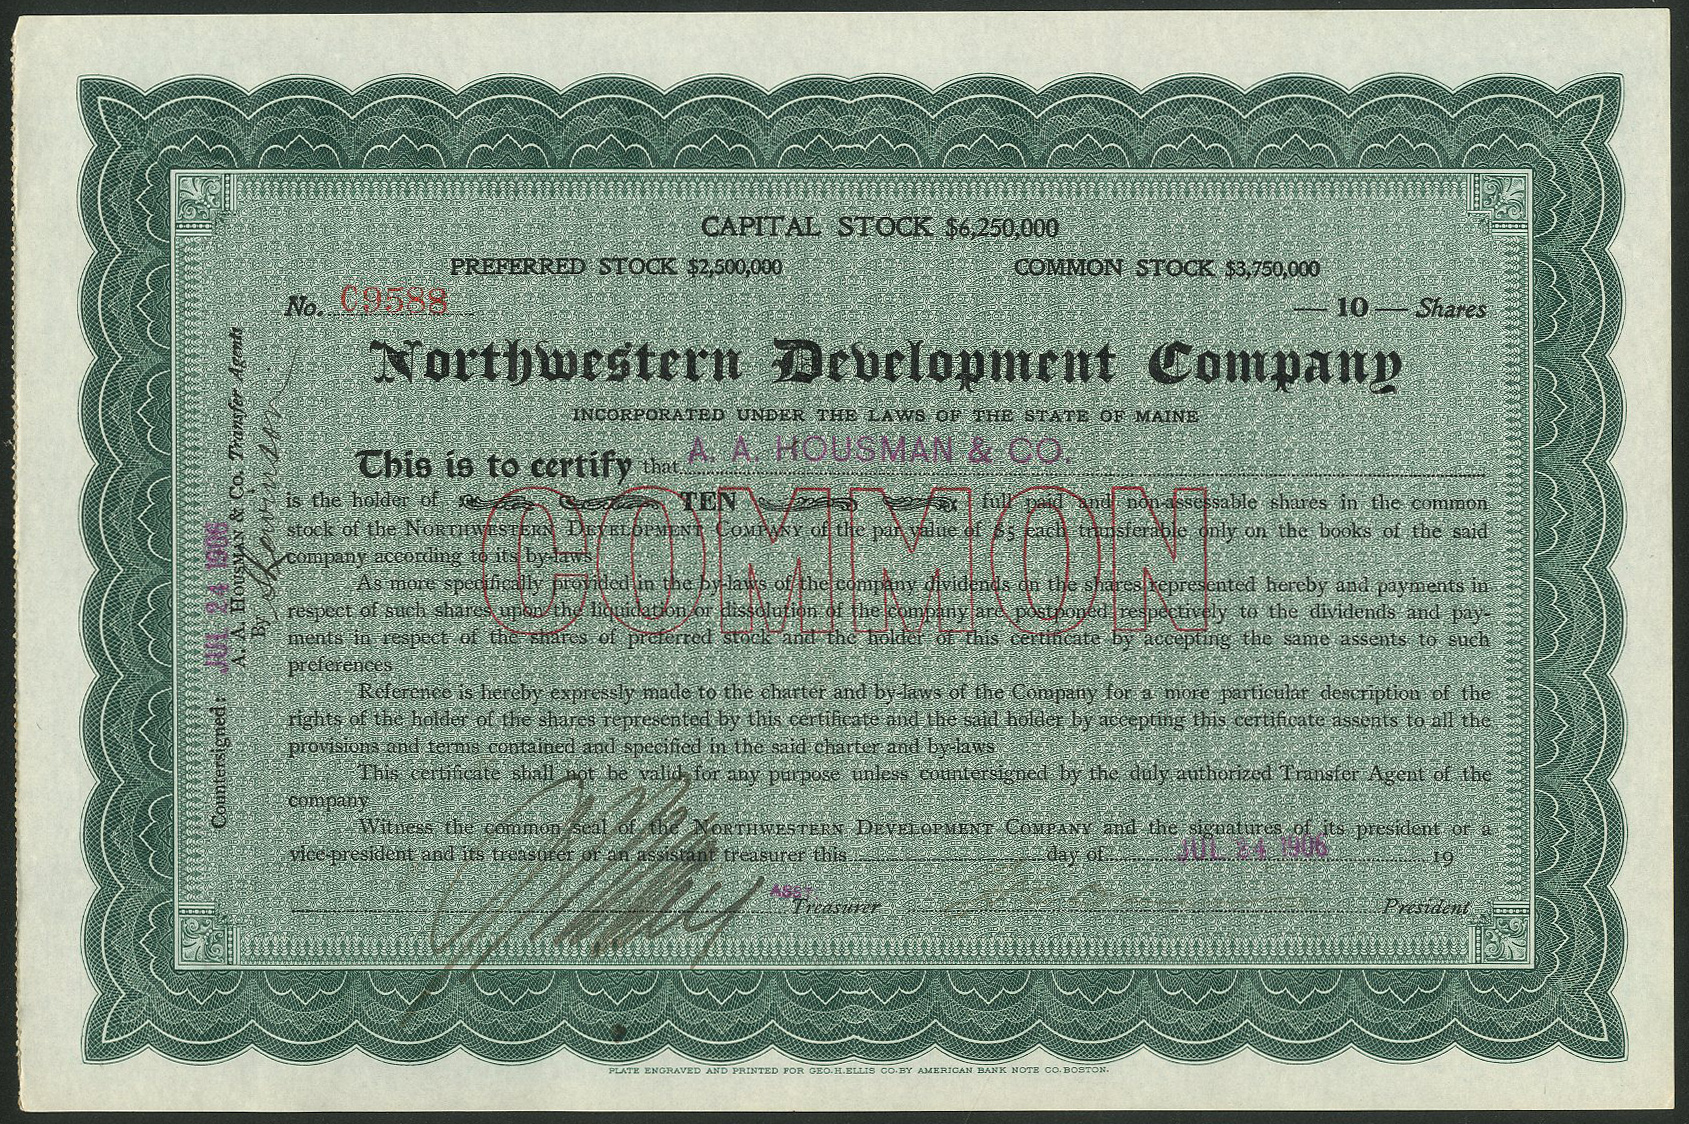 CAPITAL STOCK $6,250,000
PREFERRED STOCK $2,500,000 COMMON STOCK $3,750,000
No. C9588 — 10 — Shares
Northwestern Development Company
INCORPORATED UNDER THE LAWS OF THE STATE OF MAINE
This is to certify that A. A. HOUSMAN & CO.
is the holder of TEN full paid and non-assessable shares in the common
stock of the NORTHWESTERN DEVELOPMENT COMPANY of the par value of $5 each transferable only on the books of the said
company according to its by-laws
COMMON
As more specifically provided in the by-laws of the company dividends on the shares represented hereby and payments in
respect of such shares upon the liquidation or dissolution of the company are postponed respectively to the dividends and pay-
ments in respect of the shares of preferred stock and the holder of this certificate by accepting the same assents to such
preferences
Reference is hereby expressly made to the charter and by-laws of the Company for a more particular description of the
rights of the holder of the shares represented by this certificate and the said holder by accepting this certificate assents to all the
provisions and terms contained and specified in the said charter and by-laws
This certificate shall not be valid for any purpose unless countersigned by the duly authorized Transfer Agent of the
company
Witness the common seal of the NORTHWESTERN DEVELOPMENT COMPANY and the signatures of its president or a
vice-president and its treasurer or an assistant treasurer this day of JUL 24 1906 19
ASST Treasurer President
Countersigned: JUL 24 1906
A. A. HOUSMAN & Co. Transfer Agents
By
PLATE ENGRAVED AND PRINTED FOR GEO. H. ELLIS CO. BY AMERICAN BANK NOTE CO. BOSTON.